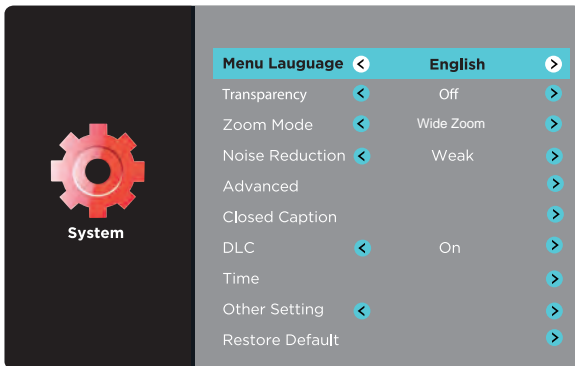 System
Menu Lauguage English
Transparency Off
Zoom Mode Wide Zoom
Noise Reduction Weak
Advanced
Closed Caption
DLC On
Time
Other Setting
Restore Default